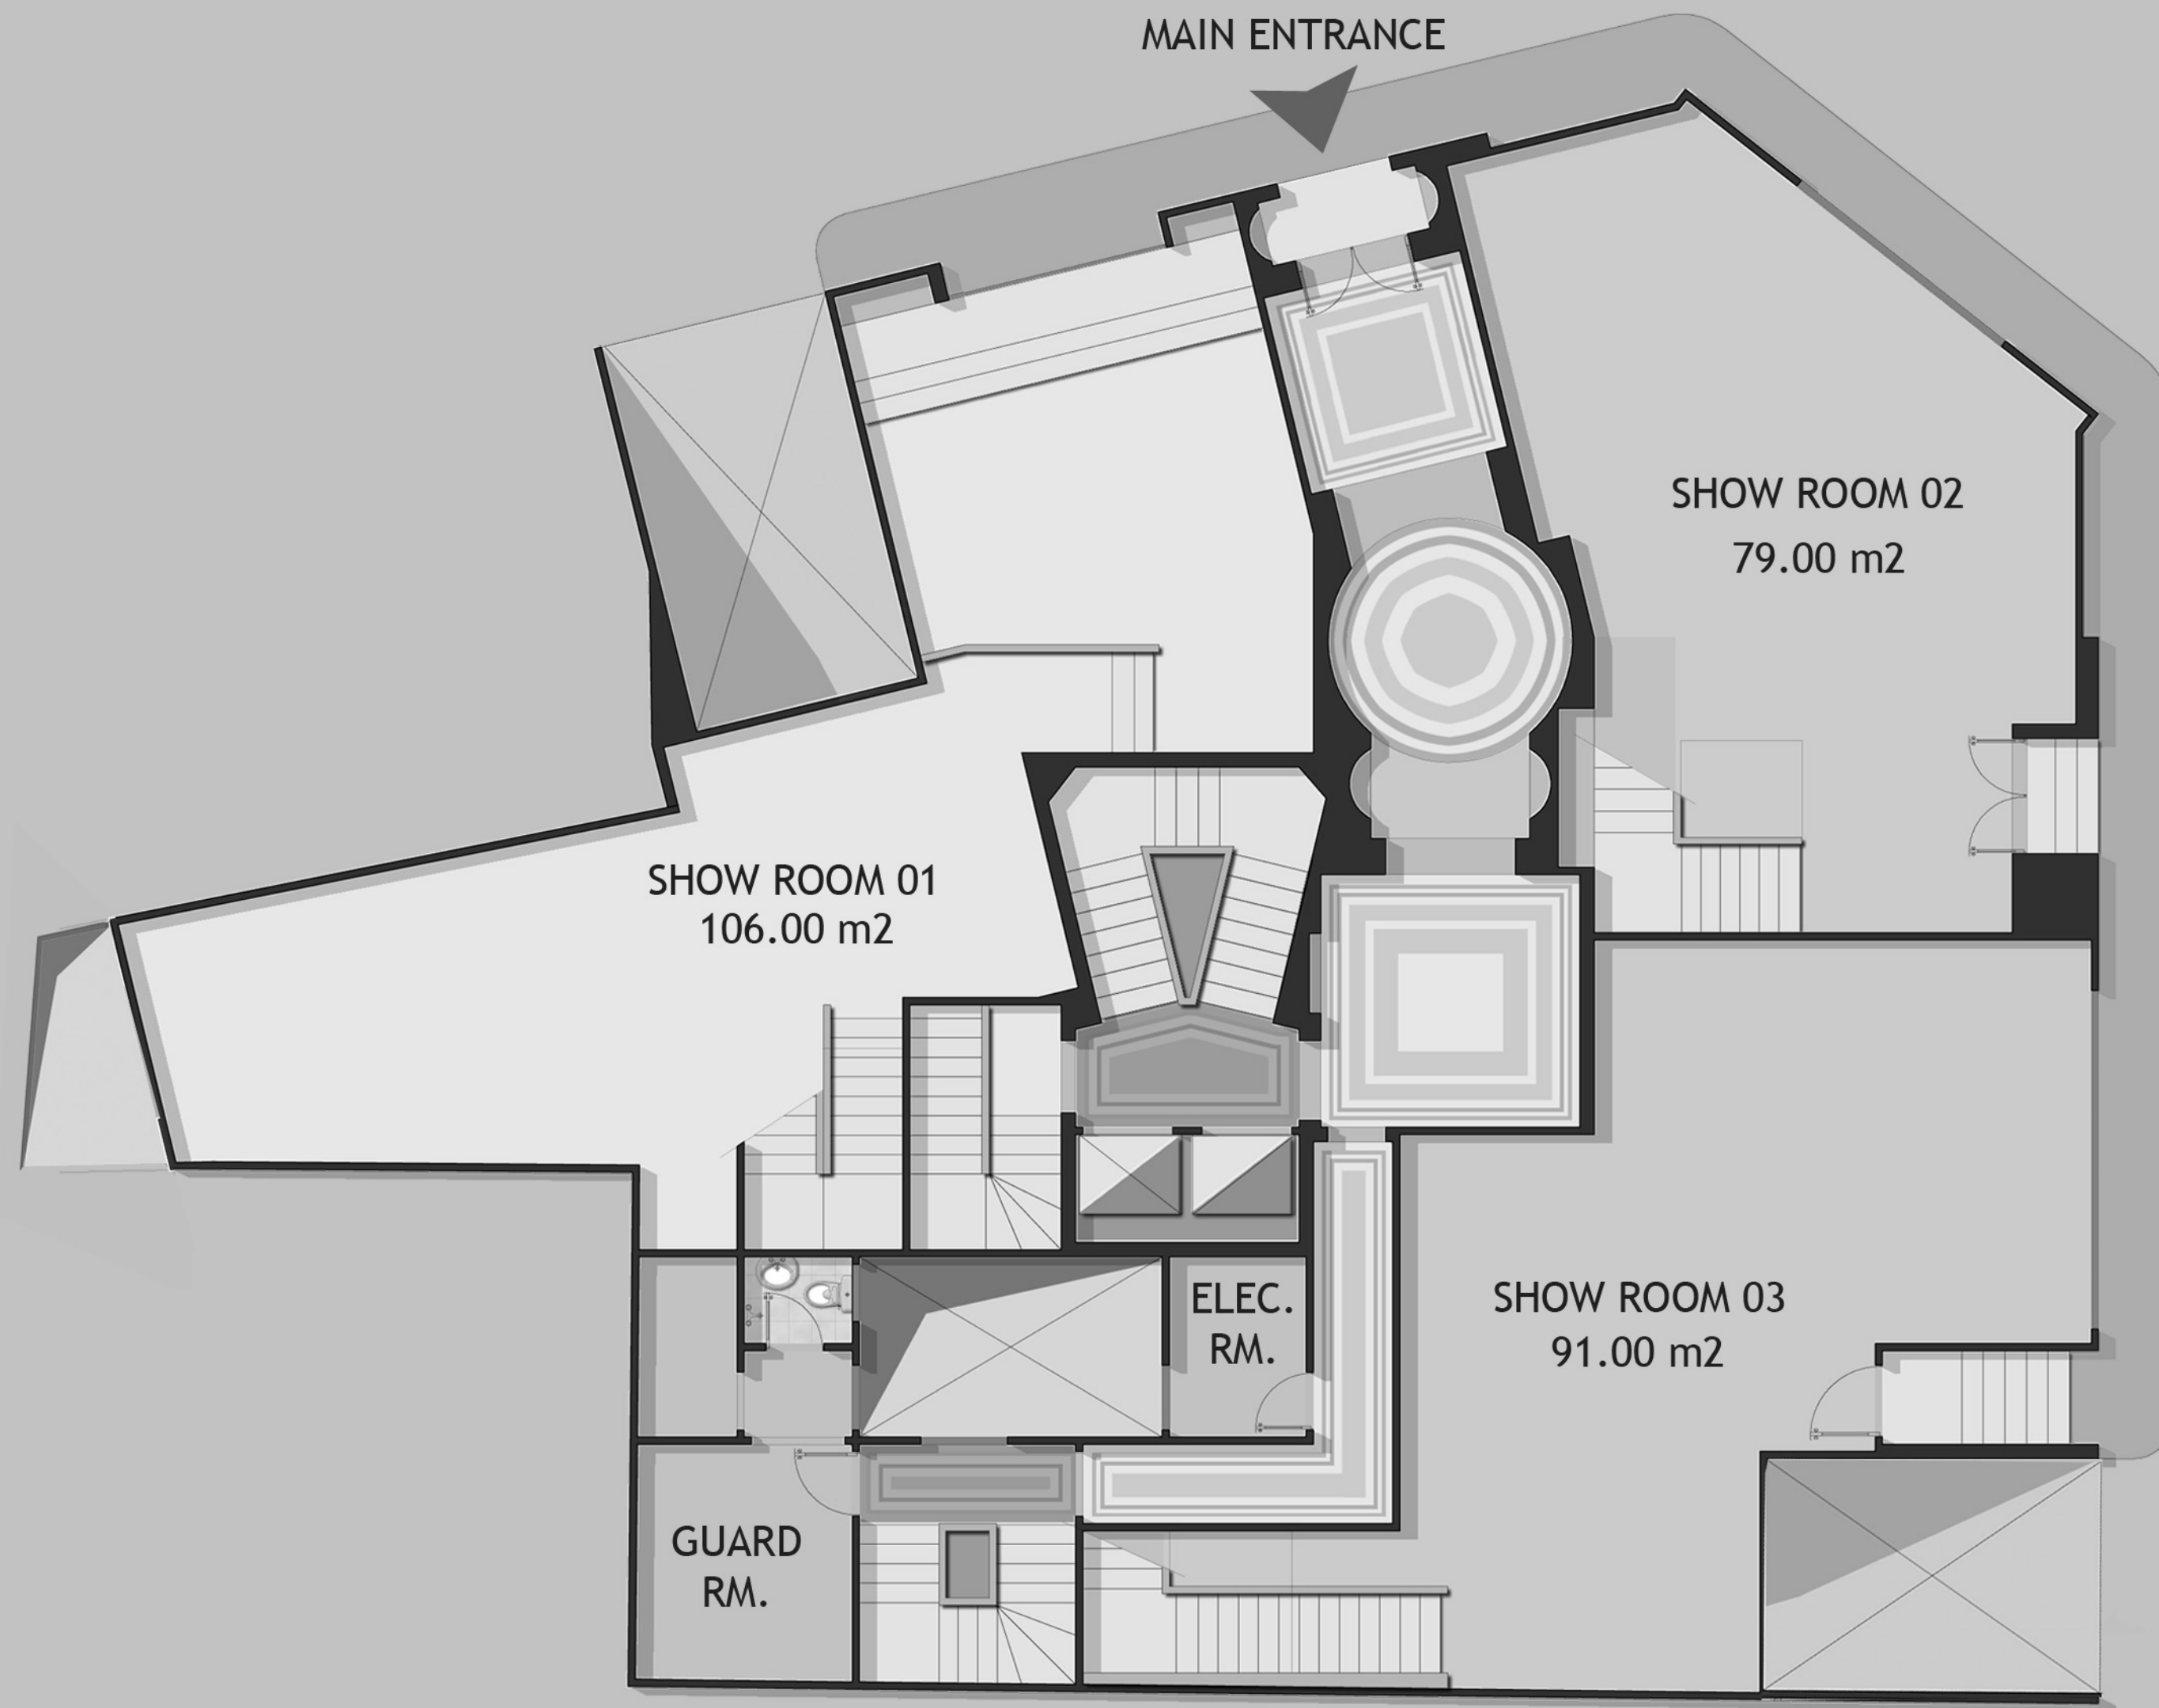 MAIN ENTRANCE
SHOW ROOM 02
79.00 m2
SHOW ROOM 01
106.00 m2
ELEC.
RM.
SHOW ROOM 03
91.00 m2
GUARD
RM.